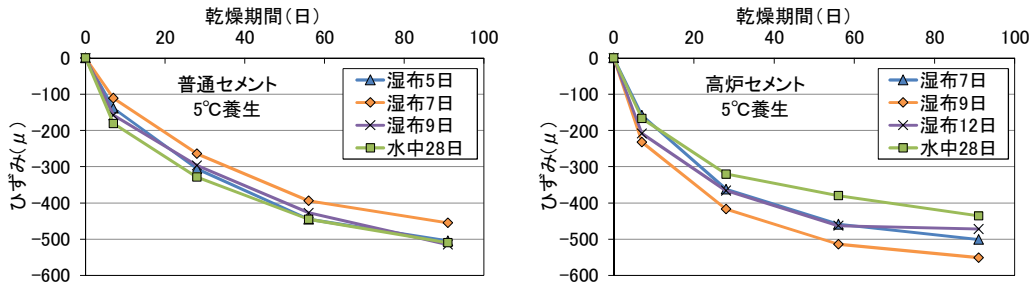 乾燥期間(日)
0 20 40 60 80 100
0
-100
-200
-300
-400
-500
-600
ひずみ(μ)
普通セメント
5℃養生
湿布5日
湿布7日
湿布9日
水中28日
乾燥期間(日)
0 20 40 60 80 100
0
-100
-200
-300
-400
-500
-600
ひずみ(μ)
高炉セメント
5℃養生
湿布7日
湿布9日
湿布12日
水中28日